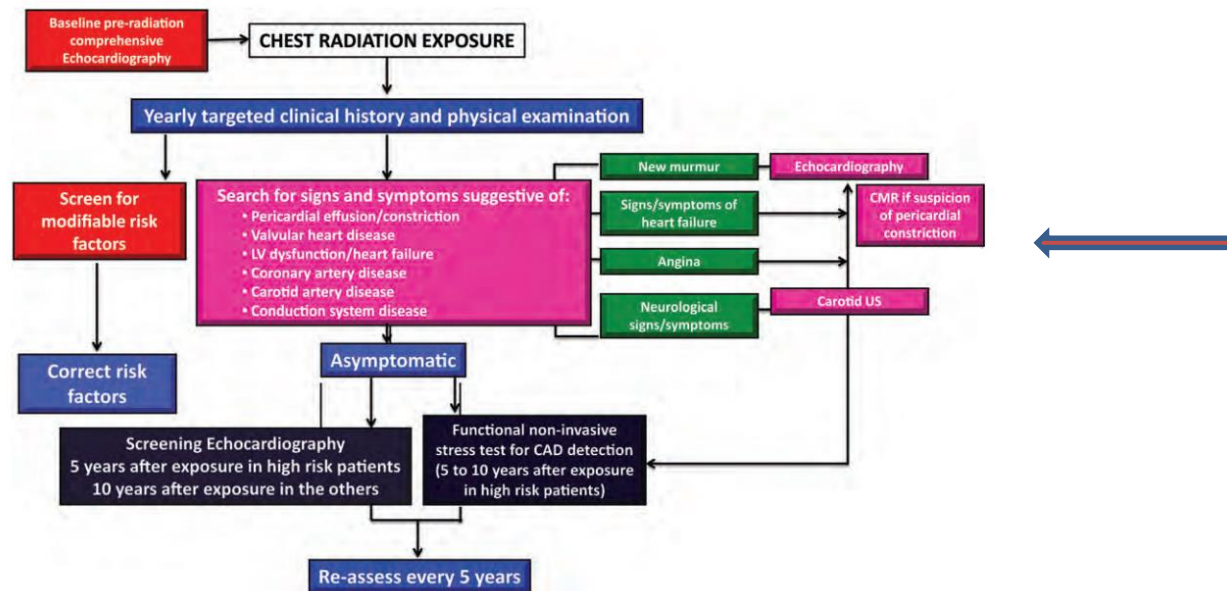 Baseline pre-radiation
comprehensive
Echocardiography
CHEST RADIATION EXPOSURE
Yearly targeted clinical history and physical examination
Screen for
modifiable risk
factors
Correct risk
factors
Search for signs and symptoms suggestive of:
• Pericardial effusion/constriction
• Valvular heart disease
• LV dysfunction/heart failure
• Coronary artery disease
• Carotid artery disease
• Conduction system disease
New murmur
Echocardiography
Signs/symptoms of
heart failure
CMR if suspicion
of pericardial
constriction
Angina
Neurological
signs/symptoms
Carotid US
Asymptomatic
Screening Echocardiography
5 years after exposure in high risk patients
10 years after exposure in the others
Functional non-invasive
stress test for CAD detection
(5 to 10 years after exposure
in high risk patients)
Re-assess every 5 years